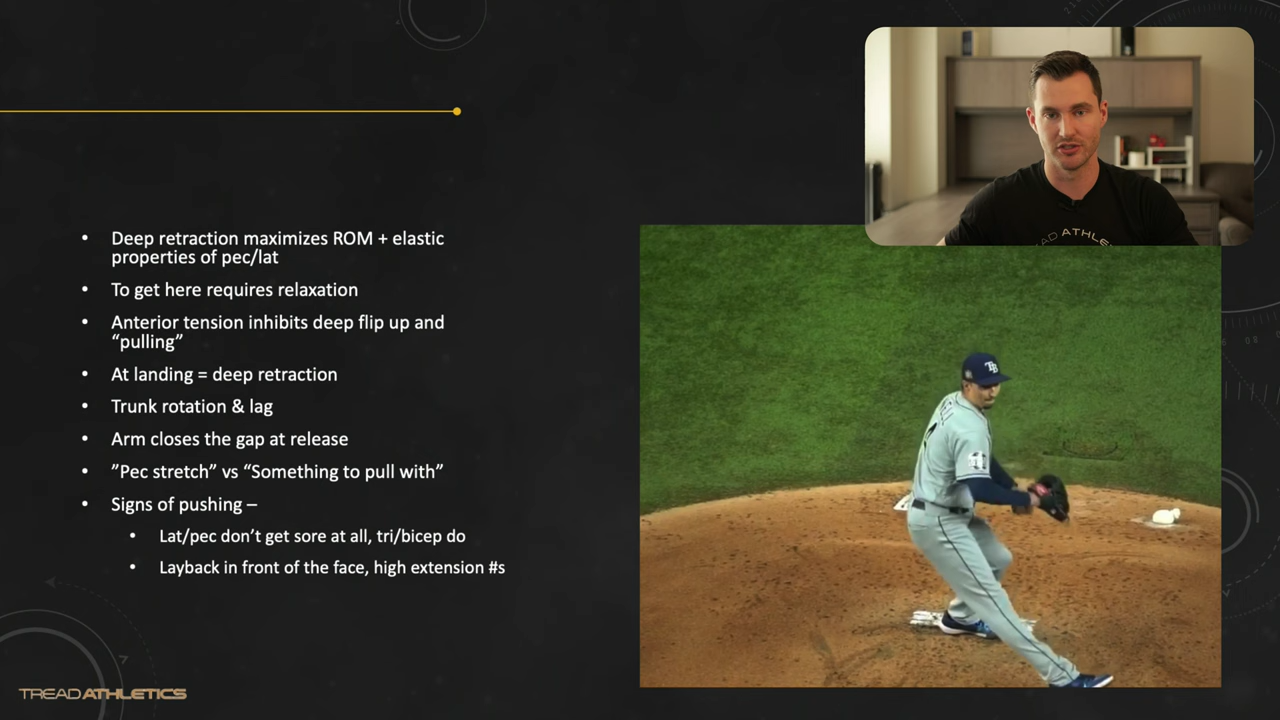 Deep retraction maximizes ROM + elastic
properties of pec/lat
To get here requires relaxation
Anterior tension inhibits deep flip up and
“pulling”
At landing = deep retraction
Trunk rotation & lag
Arm closes the gap at release
”Pec stretch” vs “Something to pull with”
Signs of pushing –
Lat/pec don’t get sore at all, tri/bicep do
Layback in front of the face, high extension #s
TREADATHLETICS
TB